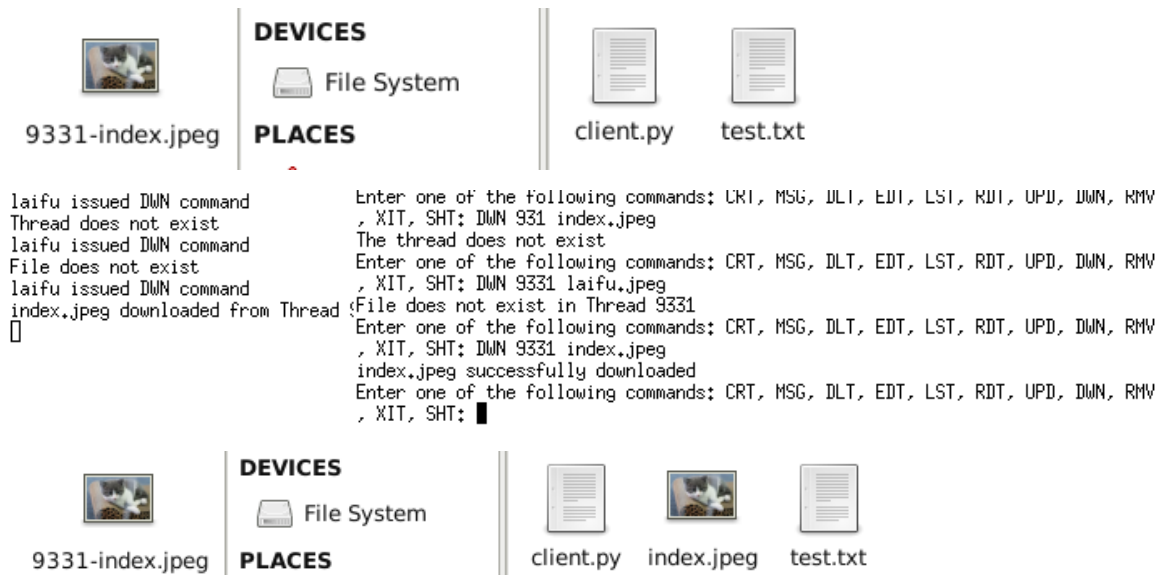 9331-index.jpeg
DEVICES
File System
PLACES
client.py
test.txt
laifu issued DWN command
Thread does not exist
laifu issued DWN command
File does not exist
laifu issued DWN command
index.jpeg downloaded from Thread
Enter one of the following commands: CRT, MSG, DLT, EDT, LST, RDT, UPD, DWN, RMV
, XIT, SHT: DWN 931 index.jpeg
The thread does not exist
Enter one of the following commands: CRT, MSG, DLT, EDT, LST, RDT, UPD, DWN, RMV
, XIT, SHT: DWN 9331 laifu.jpeg
File does not exist in Thread 9331
Enter one of the following commands: CRT, MSG, DLT, EDT, LST, RDT, UPD, DWN, RMV
, XIT, SHT: DWN 9331 index.jpeg
index.jpeg successfully downloaded
Enter one of the following commands: CRT, MSG, DLT, EDT, LST, RDT, UPD, DWN, RMV
, XIT, SHT:
9331-index.jpeg
DEVICES
File System
PLACES
client.py
index.jpeg
test.txt